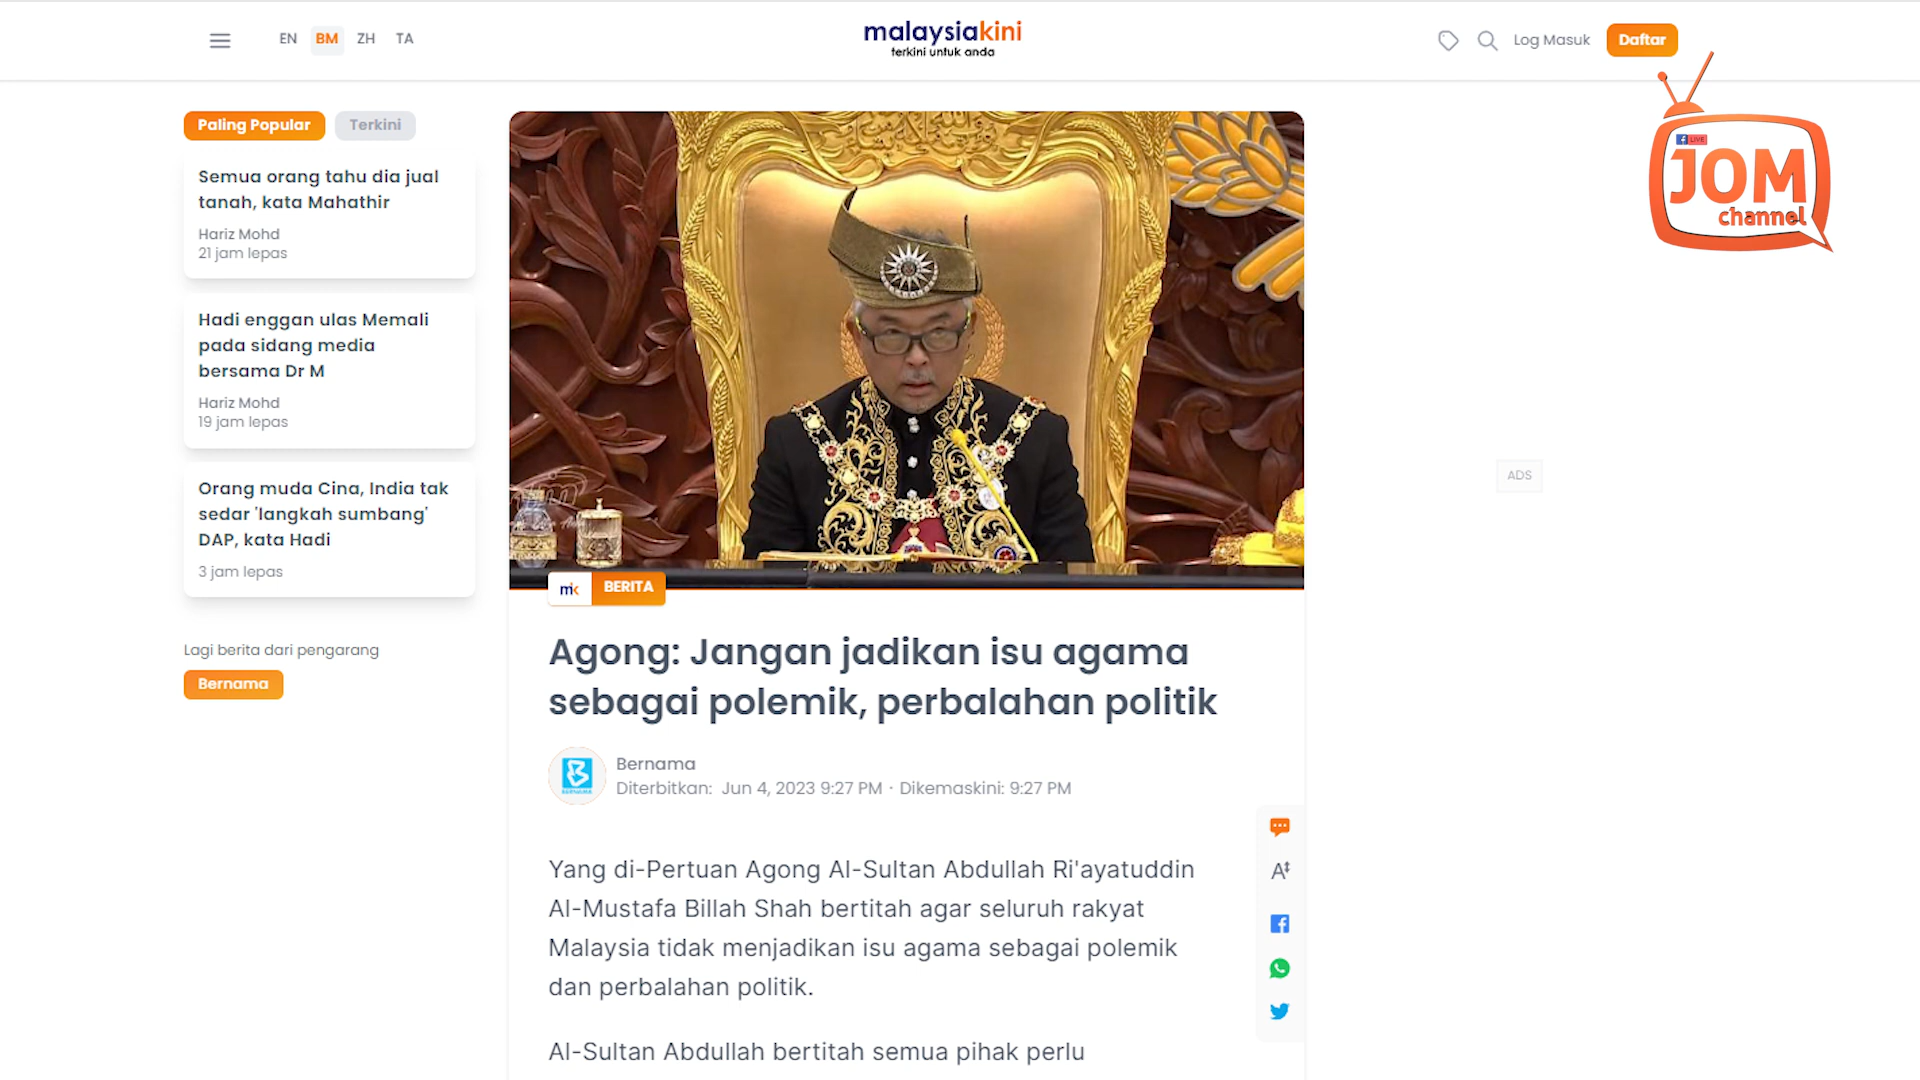 EN BM ZH TA
malaysiakini
terkini untuk anda
Log Masuk
Daftar
LIVE
JOM
channel
Paling Popular
Terkini
Semua orang tahu dia jual
tanah, kata Mahathir
Hariz Mohd
21 jam lepas
Hadi enggan ulas Memali
pada sidang media
bersama Dr M
Hariz Mohd
19 jam lepas
Orang muda Cina, India tak
sedar 'langkah sumbang'
DAP, kata Hadi
3 jam lepas
Lagi berita dari pengarang
Bernama
mk BERITA
Agong: Jangan jadikan isu agama
sebagai polemik, perbalahan politik
BERNAMA
Bernama
Diterbitkan: Jun 4, 2023 9:27 PM · Dikemaskini: 9:27 PM
Yang di-Pertuan Agong Al-Sultan Abdullah Ri'ayatuddin
Al-Mustafa Billah Shah bertitah agar seluruh rakyat
Malaysia tidak menjadikan isu agama sebagai polemik
dan perbalahan politik.
Al-Sultan Abdullah bertitah semua pihak perlu
ADS